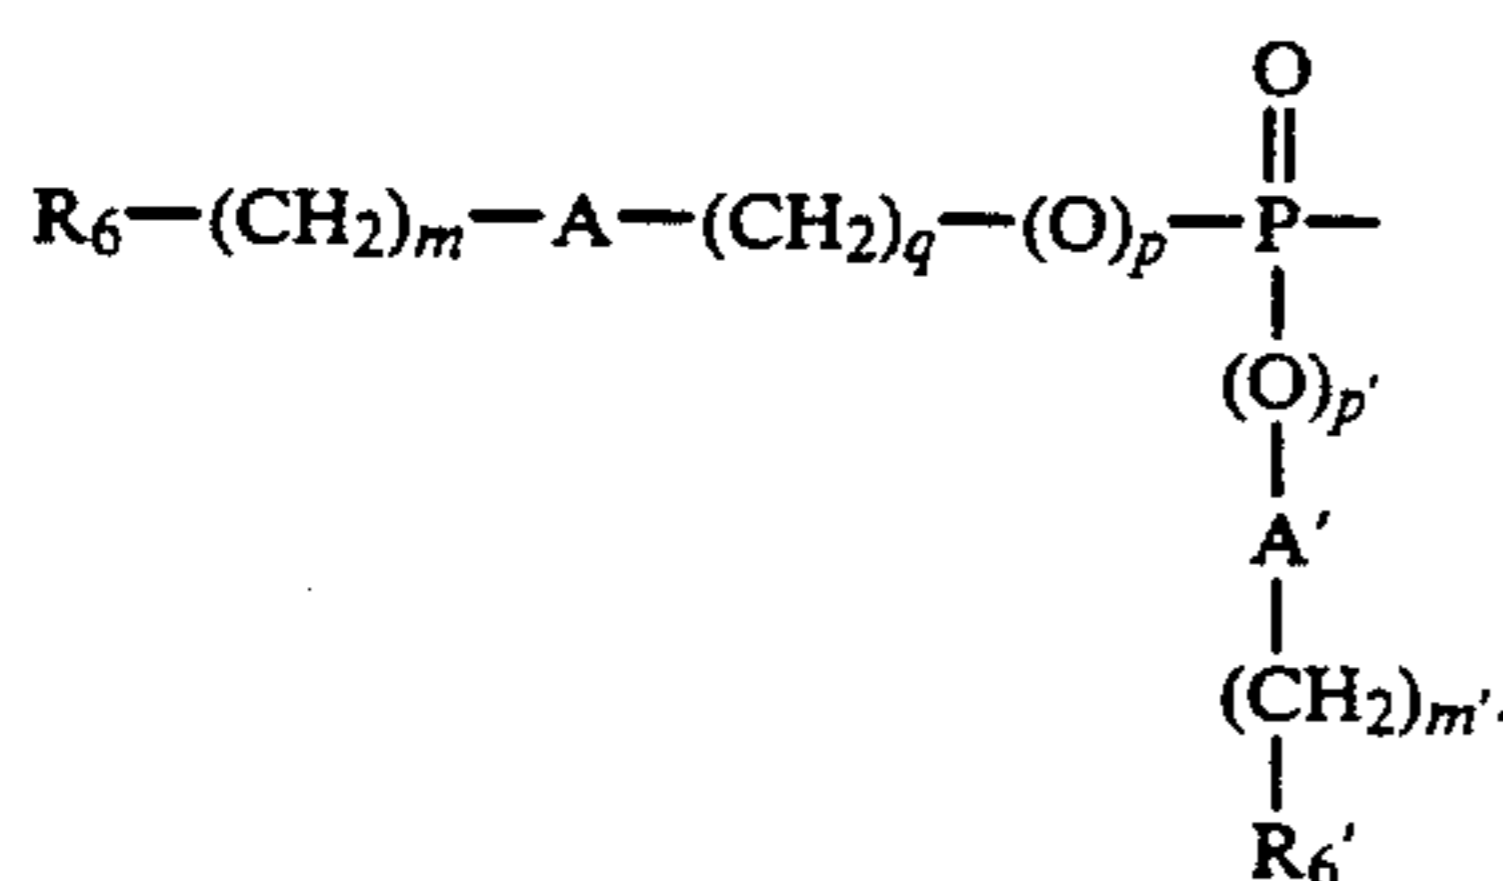 O
R6—(CH2)m—A—(CH2)q—(O)p—P—
(O)p'
A'
(CH2)m'.
R6'